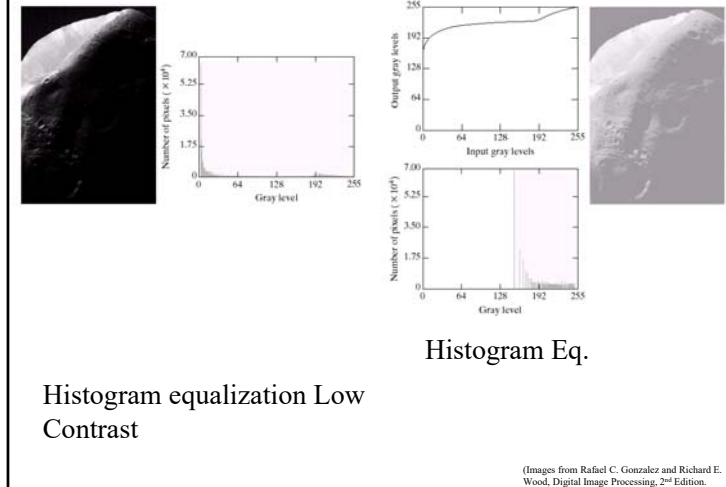 7.00
5.25
3.50
1.75
0
0 64 128 192 255
Number of pixels ( × 10⁴)
Gray level
255
192
128
64
0
0 64 128 192 255
Output gray levels
Input gray levels
7.00
5.25
3.50
1.75
0
0 64 128 192 255
Number of pixels ( × 10⁴)
Gray level
Histogram Eq.
Histogram equalization Low
Contrast
(Images from Rafael C. Gonzalez and Richard E.
Wood, Digital Image Processing, 2nd Edition.